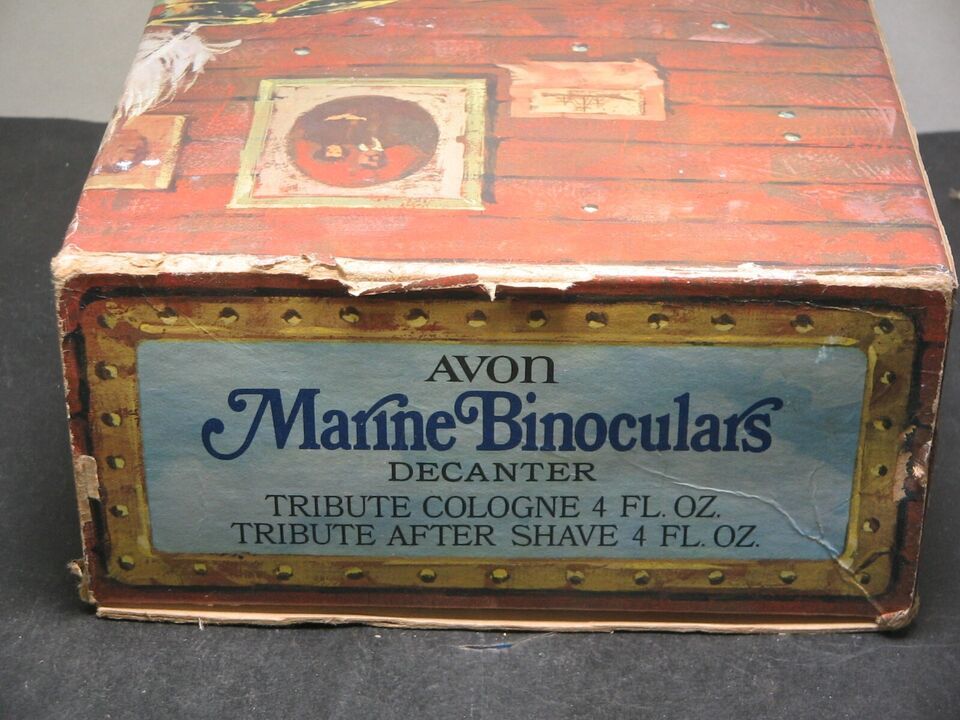 AVON
Marine Binoculars
DECANTER
TRIBUTE COLOGNE 4 FL. OZ.
TRIBUTE AFTER SHAVE 4 FL. OZ.